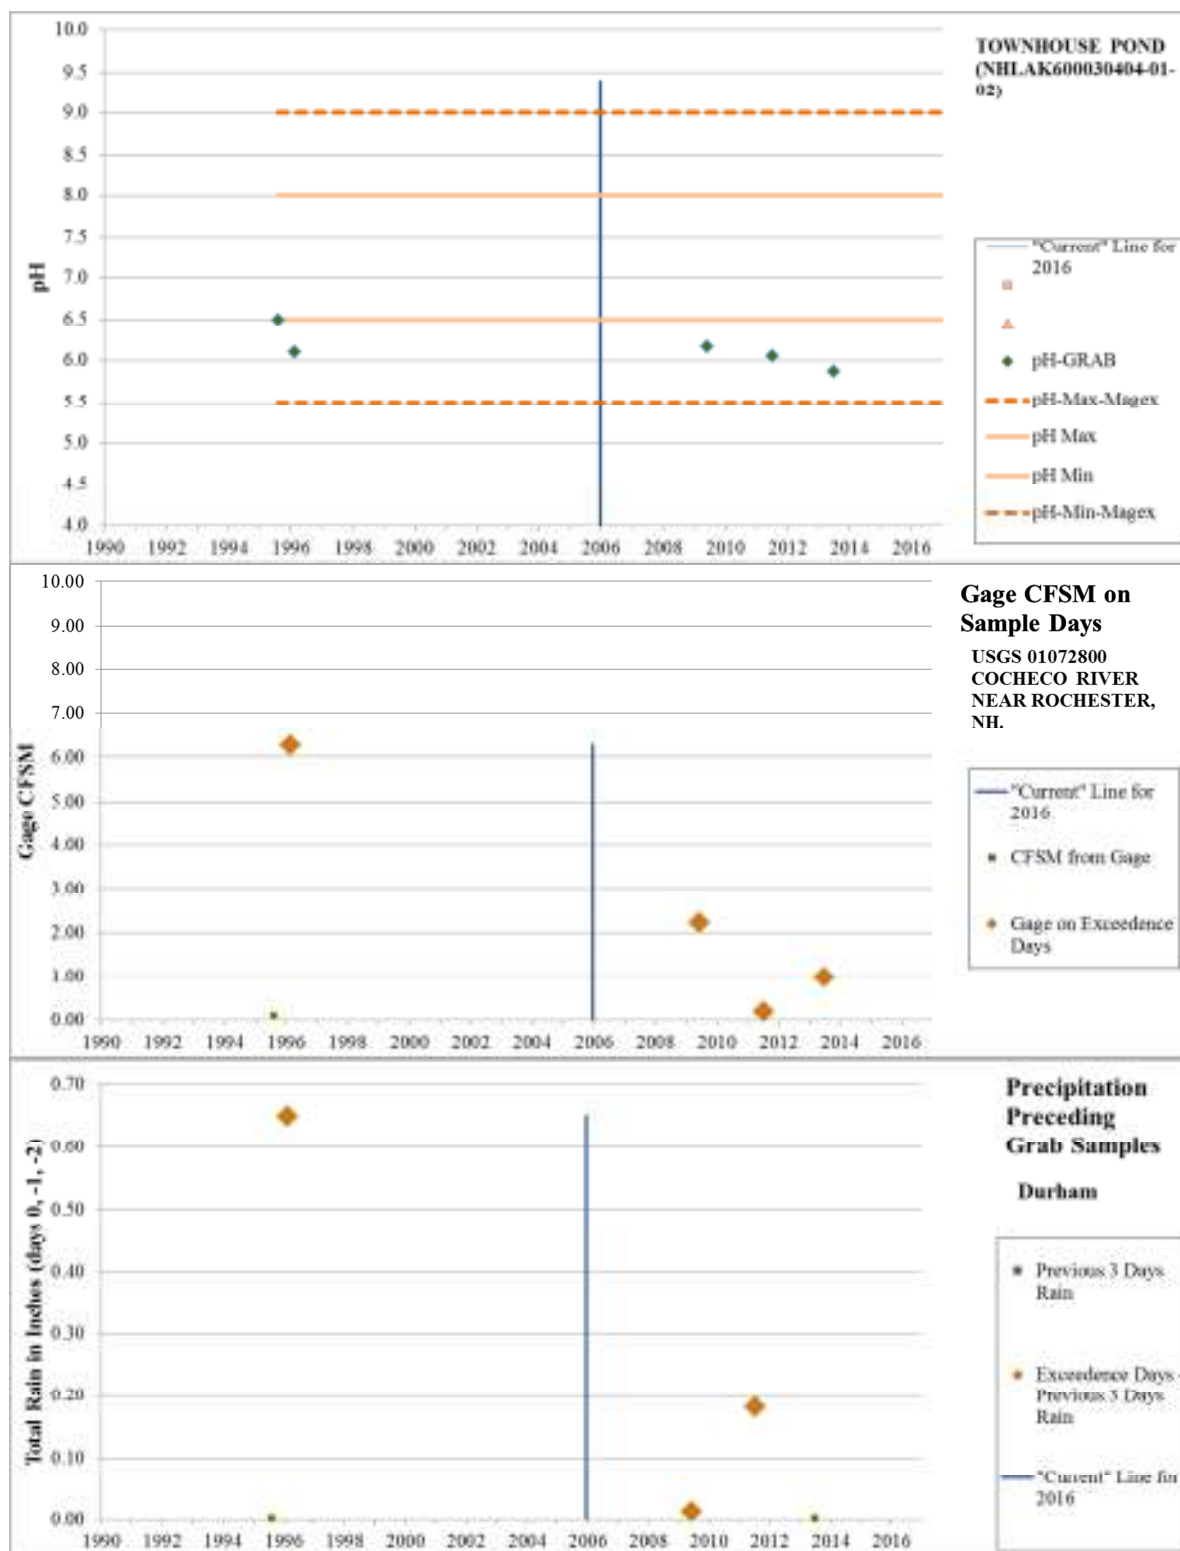 10.0
9.5
9.0
8.5
8.0
7.5
7.0
6.5
6.0
5.5
5.0
4.5
4.0
pH
1990 1992 1994 1996 1998 2000 2002 2004 2006 2008 2010 2012 2014 2016
TOWNHOUSE POND
(NHLAK600030404-01-
02)
"Current" Line for
2016
pH-GRAB
pH-Max-Magex
pH Max
pH Min
pH-Min-Magex
10.00
9.00
8.00
7.00
6.00
5.00
4.00
3.00
2.00
1.00
0.00
Gage CFSM
1990 1992 1994 1996 1998 2000 2002 2004 2006 2008 2010 2012 2014 2016
Gage CFSM on
Sample Days
USGS 01072800
COCHECO RIVER
NEAR ROCHESTER,
NH.
"Current" Line for
2016
CFSM from Gage
Gage on Exceedence
Days
0.70
0.60
0.50
0.40
0.30
0.20
0.10
0.00
Total Rain in Inches (days 0, -1, -2)
1990 1992 1994 1996 1998 2000 2002 2004 2006 2008 2010 2012 2014 2016
Precipitation
Preceding
Grab Samples
Durham
Previous 3 Days
Rain
Exceedence Days -
Previous 3 Days
Rain
"Current" Line for
2016